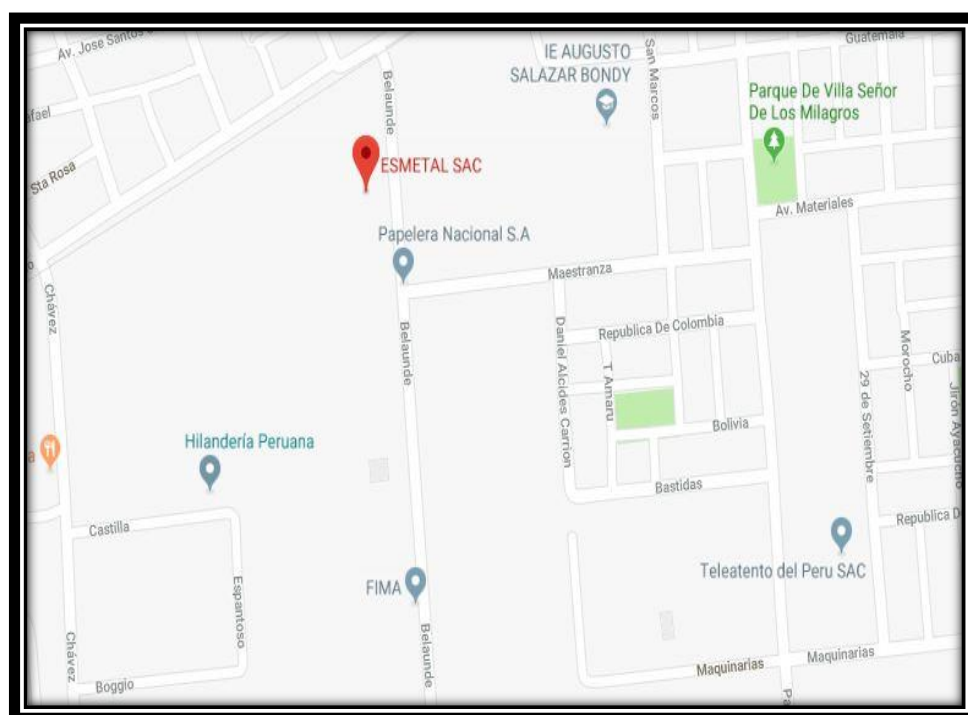 Av. Jose Santos
IE AUGUSTO
SALAZAR BONDY
San Marcos
Guatemala
Belaunde
Parque De Villa Señor
De Los Milagros
Sta Rosa
ESMETAL SAC
Av. Materiales
Papelera Nacional S.A
Maestranza
Chávez
Belaunde
Daniel Alcides Carrion
Republica De Colombia
T Amaru
Morocho
Cuba
29 de Setiembre
Jirón Ayacucho
Bolivia
Hilandería Peruana
Bastidas
Castilla
Republica D
Teleatento del Peru SAC
Espantoso
FIMA
Chávez
Belaunde
Boggio
Maquinarias
Maquinarias